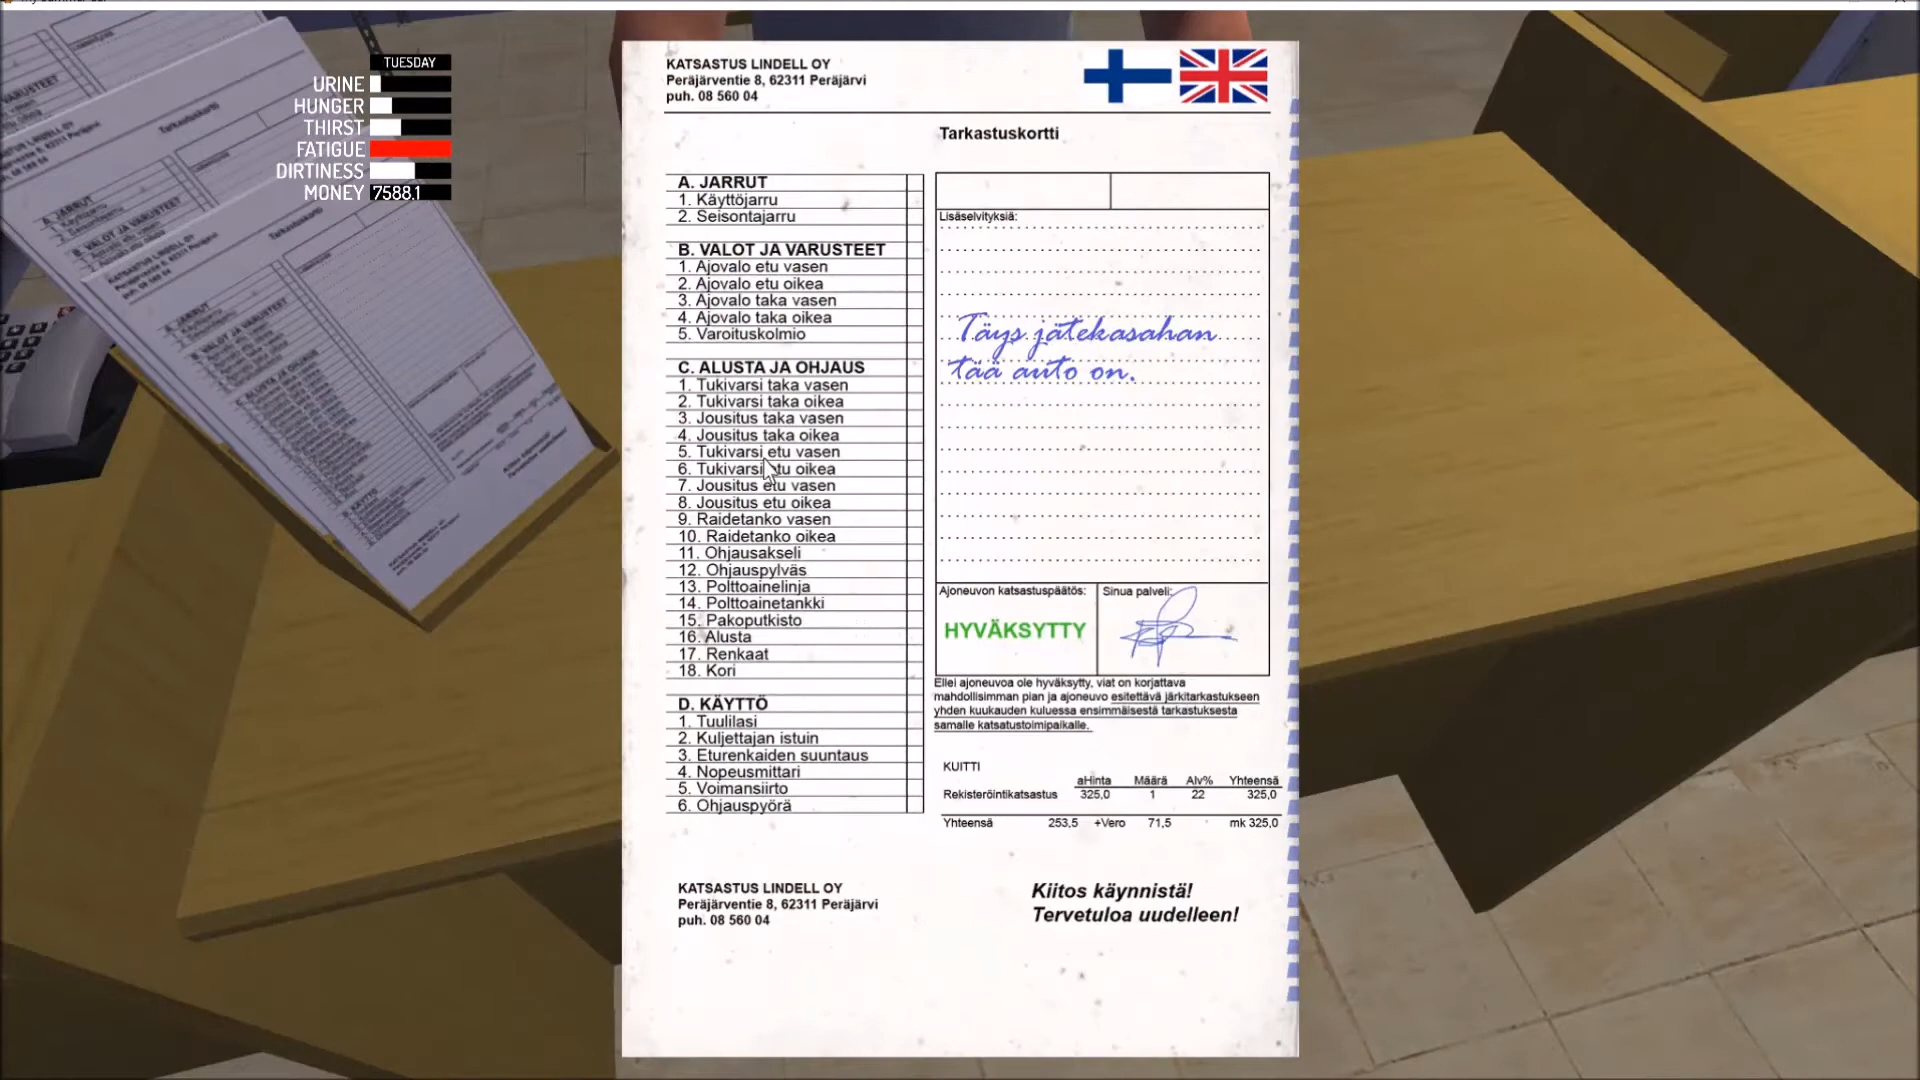 TUESDAY
URINE
HUNGER
THIRST
FATIGUE
DIRTINESS
MONEY 7588.1
KATSASTUS LINDELL OY
Peräjärventie 8, 62311 Peräjärvi
puh. 08 560 04
Tarkastuskortti
A. JARRUT
1. Käyttöjarru
2. Seisontajarru
B. VALOT JA VARUSTEET
1. Ajovalo etu vasen
2. Ajovalo etu oikea
3. Ajovalo taka vasen
4. Ajovalo taka oikea
5. Varoituskolmio
C. ALUSTA JA OHJAUS
1. Tukivarsi taka vasen
2. Tukivarsi taka oikea
3. Jousitus taka vasen
4. Jousitus taka oikea
5. Tukivarsi etu vasen
6. Tukivarsi etu oikea
7. Jousitus etu vasen
8. Jousitus etu oikea
9. Raidetanko vasen
10. Raidetanko oikea
11. Ohjausakseli
12. Ohjauspylväs
13. Polttoainelinja
14. Polttoainetankki
15. Pakoputkisto
16. Alusta
17. Renkaat
18. Kori
D. KÄYTTÖ
1. Tuulilasi
2. Kuljettajan istuin
3. Eturenkaiden suuntaus
4. Nopeusmittari
5. Voimansiirto
6. Ohjauspyörä
Lisäselvityksiä:
Täys jätekasahan
tää auto on.
Ajoneuvon katsastuspäätös:
HYVÄKSYTTY
Sinua palveli:
Ellei ajoneuvoa ole hyväksytty, viat on korjattava
mahdollisimman pian ja ajoneuvo esitettävä järkitarkastukseen
yhden kuukauden kuluessa ensimmäisestä tarkastuksesta
samalle katsatustoimipaikalle.
KUITTI
aHinta Määrä Alv% Yhteensä
Rekisteröintikatsastus 325,0 1 22 325,0
Yhteensä 253,5 +Vero 71,5 mk 325,0
KATSASTUS LINDELL OY
Peräjärventie 8, 62311 Peräjärvi
puh. 08 560 04
Kiitos käynnistä!
Tervetuloa uudelleen!